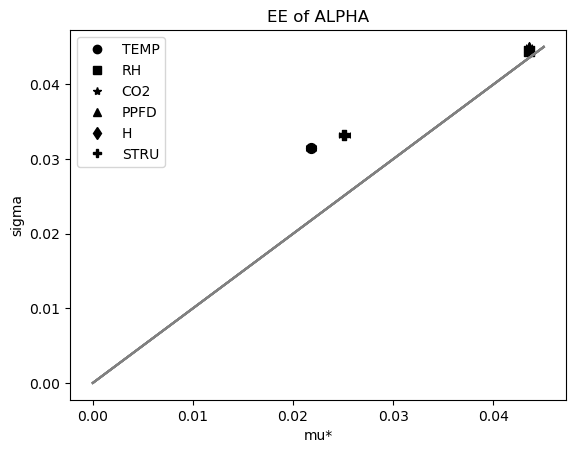 EE of ALPHA
TEMP
RH
CO2
PPFD
H
STRU
sigma
0.04
0.03
0.02
0.01
0.00
0.00 0.01 0.02 0.03 0.04
mu*